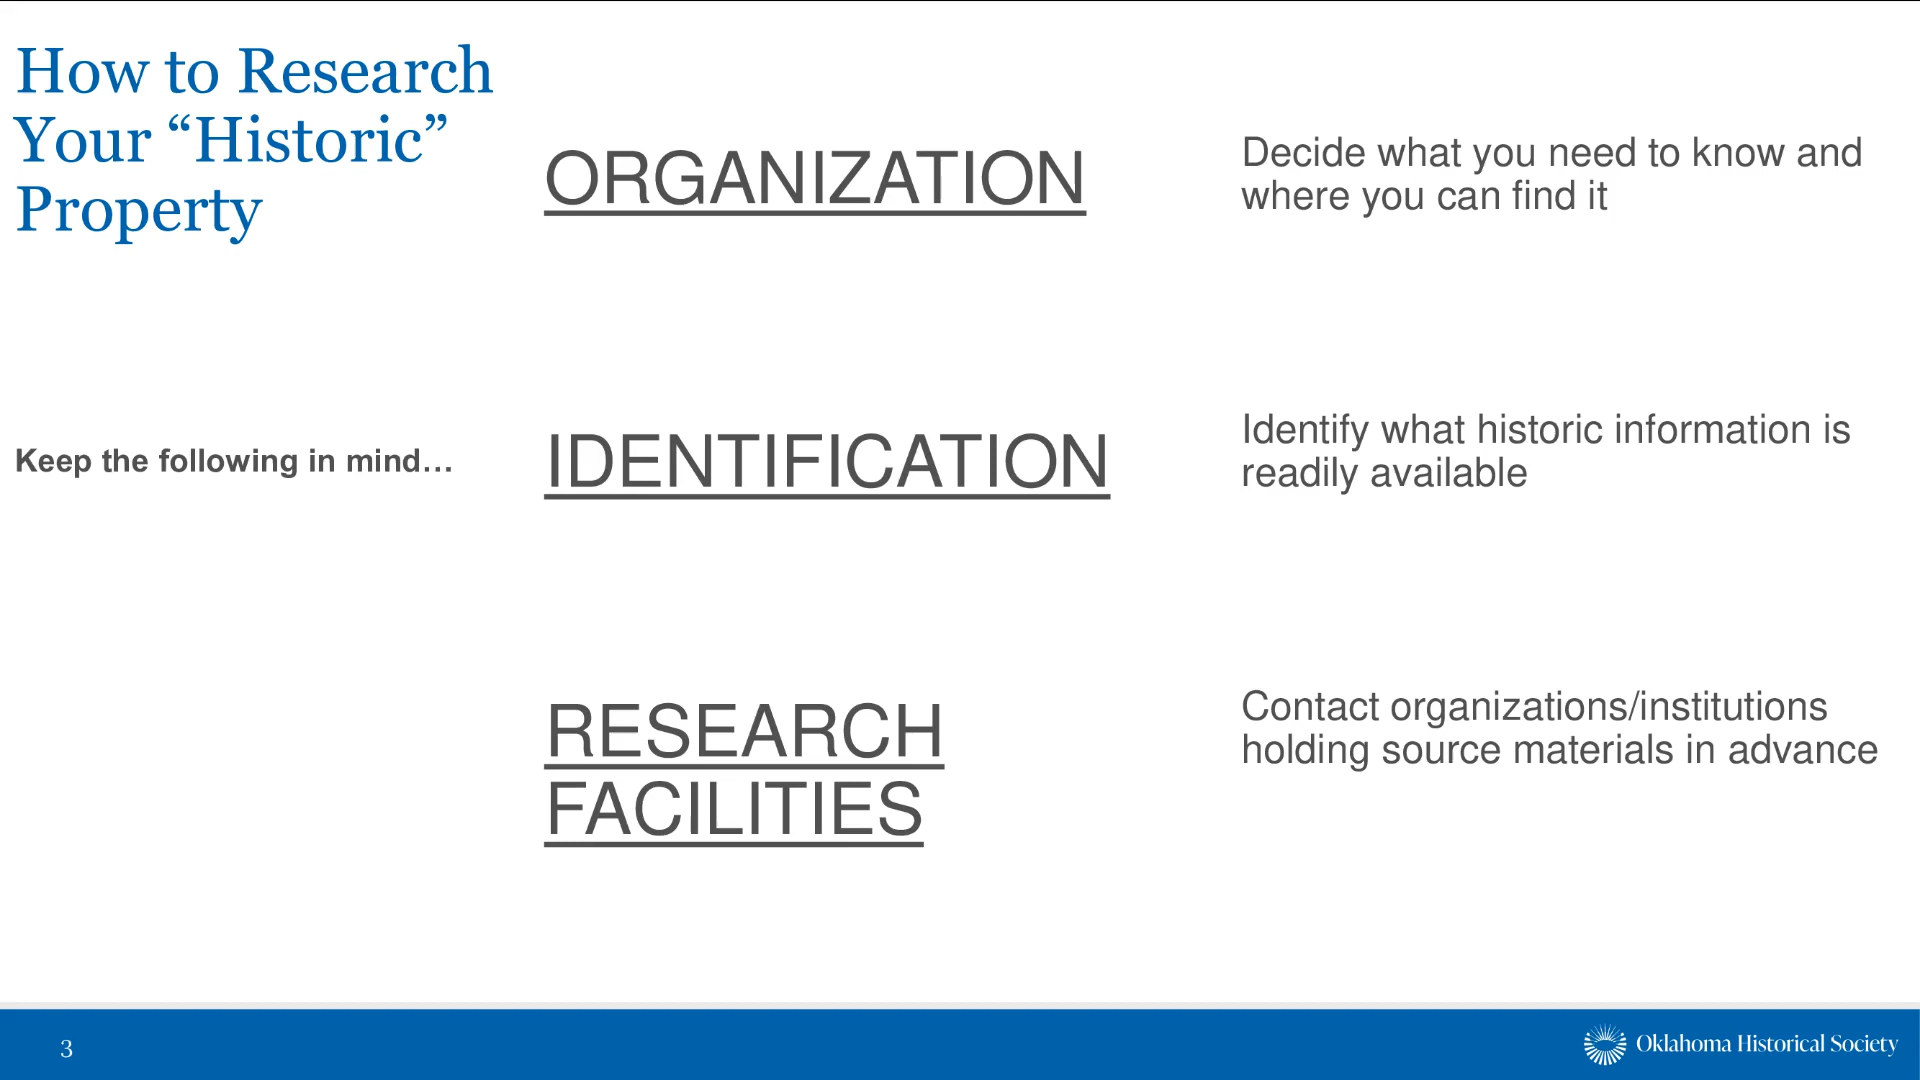 How to Research
Your “Historic”
Property
Keep the following in mind…
ORGANIZATION
Decide what you need to know and
where you can find it
IDENTIFICATION
Identify what historic information is
readily available
RESEARCH
FACILITIES
Contact organizations/institutions
holding source materials in advance
3
Oklahoma Historical Society